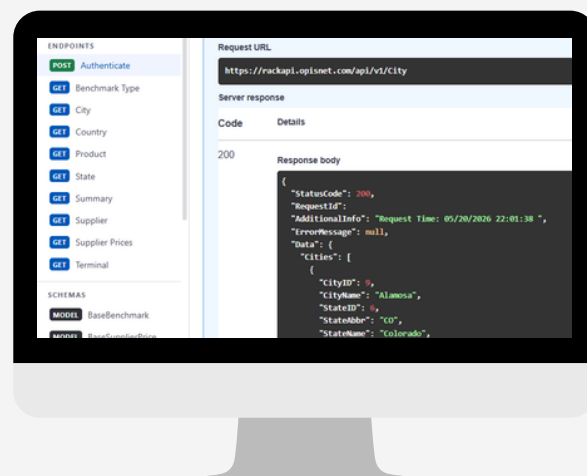 ENDPOINTS
POST Authenticate
GET Benchmark Type
GET City
GET Country
GET Product
GET State
GET Summary
GET Supplier
GET Supplier Prices
GET Terminal
SCHEMAS
MODEL BaseBenchmark
MODEL BaseSupplierPrice
Request URL
https://rackapi.opisnet.com/api/v1/City
Server response
Code Details
200
Response body
{
"StatusCode": 200,
"RequestId":
"AdditionalInfo": "Request Time: 05/20/2026 22:01:38 ",
"ErrorMessage": null,
"Data": {
"Cities": [
{
"CityID": 9,
"CityName": "Alamosa",
"StateID": 6,
"StateAbbr": "CO",
"StateName": "Colorado",